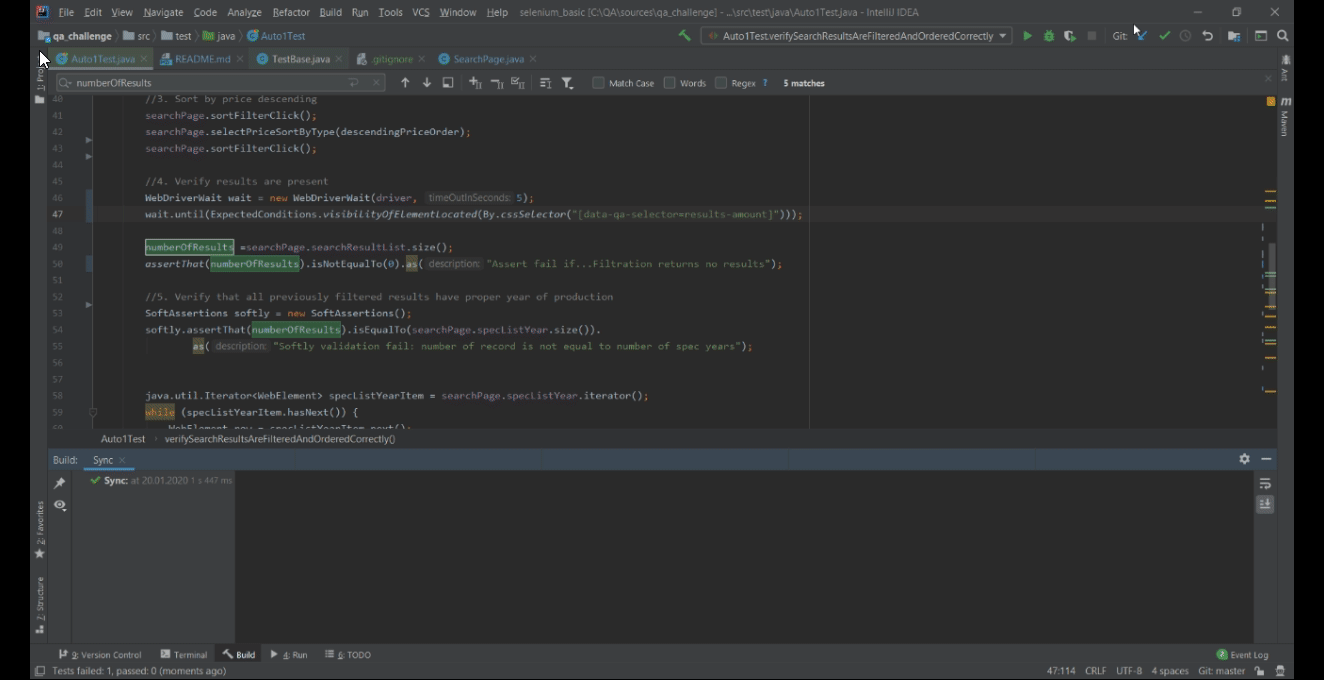 File Edit View Navigate Code Analyze Refactor Build Run Tools VCS Window Help selenium_basic [C:\QA\sources\qa_challenge] - ...\src\test\java\Auto1Test.java - IntelliJ IDEA
qa_challenge src test java Auto1Test Auto1Test.verifySearchResultsAreFilteredAndOrderedCorrectly Git:
Auto1Test.java README.md TestBase.java .gitignore SearchPage.java
numberOfResults Match Case Words Regex ? 5 matches
40 //3. Sort by price descending
41 searchPage.sortFilterClick();
42 searchPage.selectPriceSortByType(descendingPriceOrder);
43 searchPage.sortFilterClick();
44
45 //4. Verify results are present
46 WebDriverWait wait = new WebDriverWait(driver, timeOutInSeconds: 5);
47 wait.until(ExpectedConditions.visibilityOfElementLocated(By.cssSelector("[data-qa-selector=results-amount]")));
48
49 numberOfResults =searchPage.searchResultList.size();
50 assertThat(numberOfResults).isNotEqualTo(0).as( description: "Assert fail if...Filtration returns no results");
51
52 //5. Verify that all previously filtered results have proper year of production
53 SoftAssertions softly = new SoftAssertions();
54 softly.assertThat(numberOfResults).isEqualTo(searchPage.specListYear.size()).
55 as( description: "Softly validation fail: number of record is not equal to number of spec years");
56
57
58 java.util.Iterator<WebElement> specListYearItem = searchPage.specListYear.iterator();
59 while (specListYearItem.hasNext()) {
60 WebElement now = specListYearItem.next();
Auto1Test verifySearchResultsAreFilteredAndOrderedCorrectly()
Build: Sync
Sync: at 20.01.2020 1 s 447 ms
Ant
Maven
2: Favorites
7: Structure
9: Version Control Terminal Build 4: Run 6: TODO Event Log
Tests failed: 1, passed: 0 (moments ago) 47:114 CRLF UTF-8 4 spaces Git: master